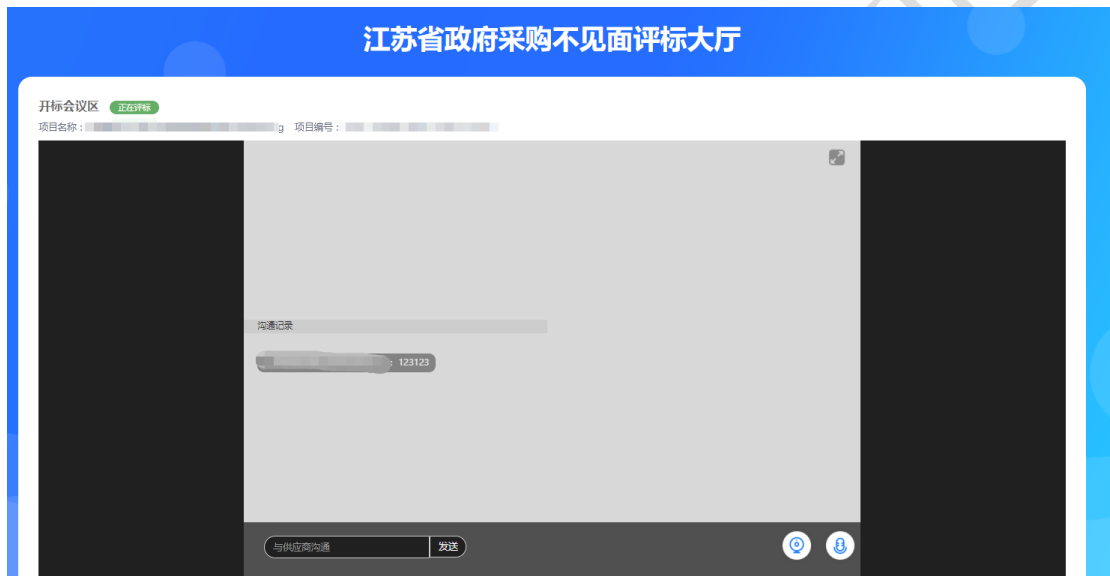 江苏省政府采购不见面评标大厅
开标会议区 正在评标
项目名称： g 项目编号：
沟通记录
：123123
与供应商沟通 发送